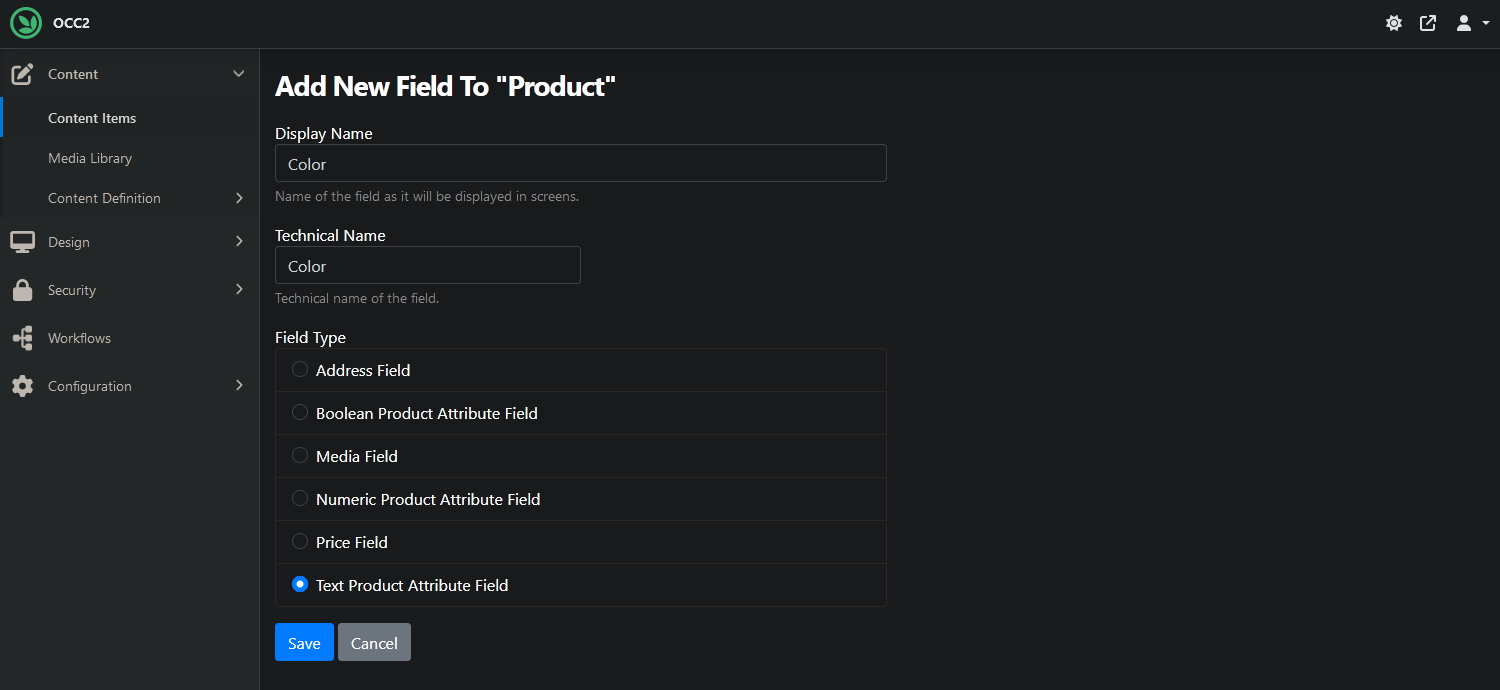 OCC2
Content
Content Items
Media Library
Content Definition
Design
Security
Workflows
Configuration
Add New Field To "Product"
Display Name
Color
Name of the field as it will be displayed in screens.
Technical Name
Color
Technical name of the field.
Field Type
Address Field
Boolean Product Attribute Field
Media Field
Numeric Product Attribute Field
Price Field
Text Product Attribute Field
Save Cancel